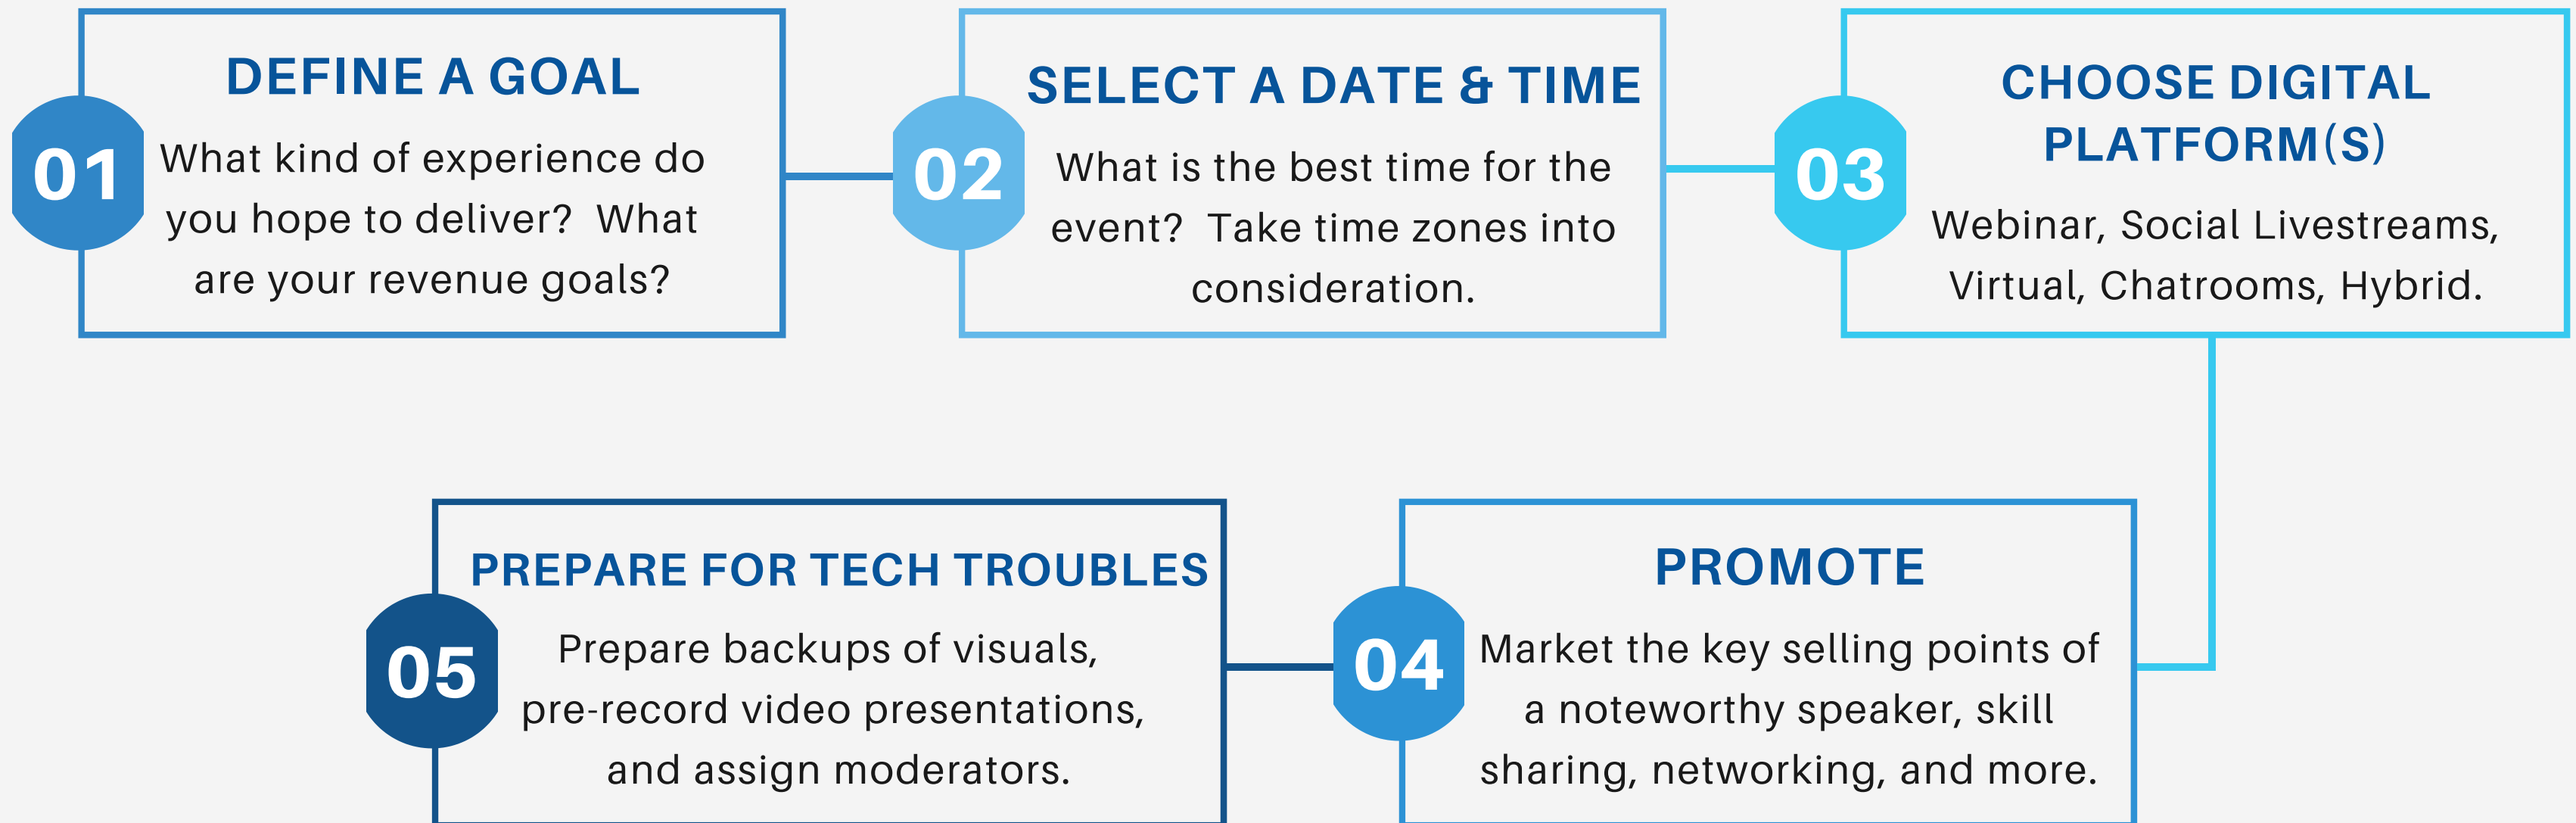 01
DEFINE A GOAL
What kind of experience do
you hope to deliver?  What
are your revenue goals?
02
SELECT A DATE & TIME
What is the best time for the
event?  Take time zones into
consideration.
03
CHOOSE DIGITAL
PLATFORM(S)
Webinar, Social Livestreams,
Virtual, Chatrooms, Hybrid.
04
PROMOTE
Market the key selling points of
a noteworthy speaker, skill
sharing, networking, and more.
05
PREPARE FOR TECH TROUBLES
Prepare backups of visuals,
pre-record video presentations,
and assign moderators.